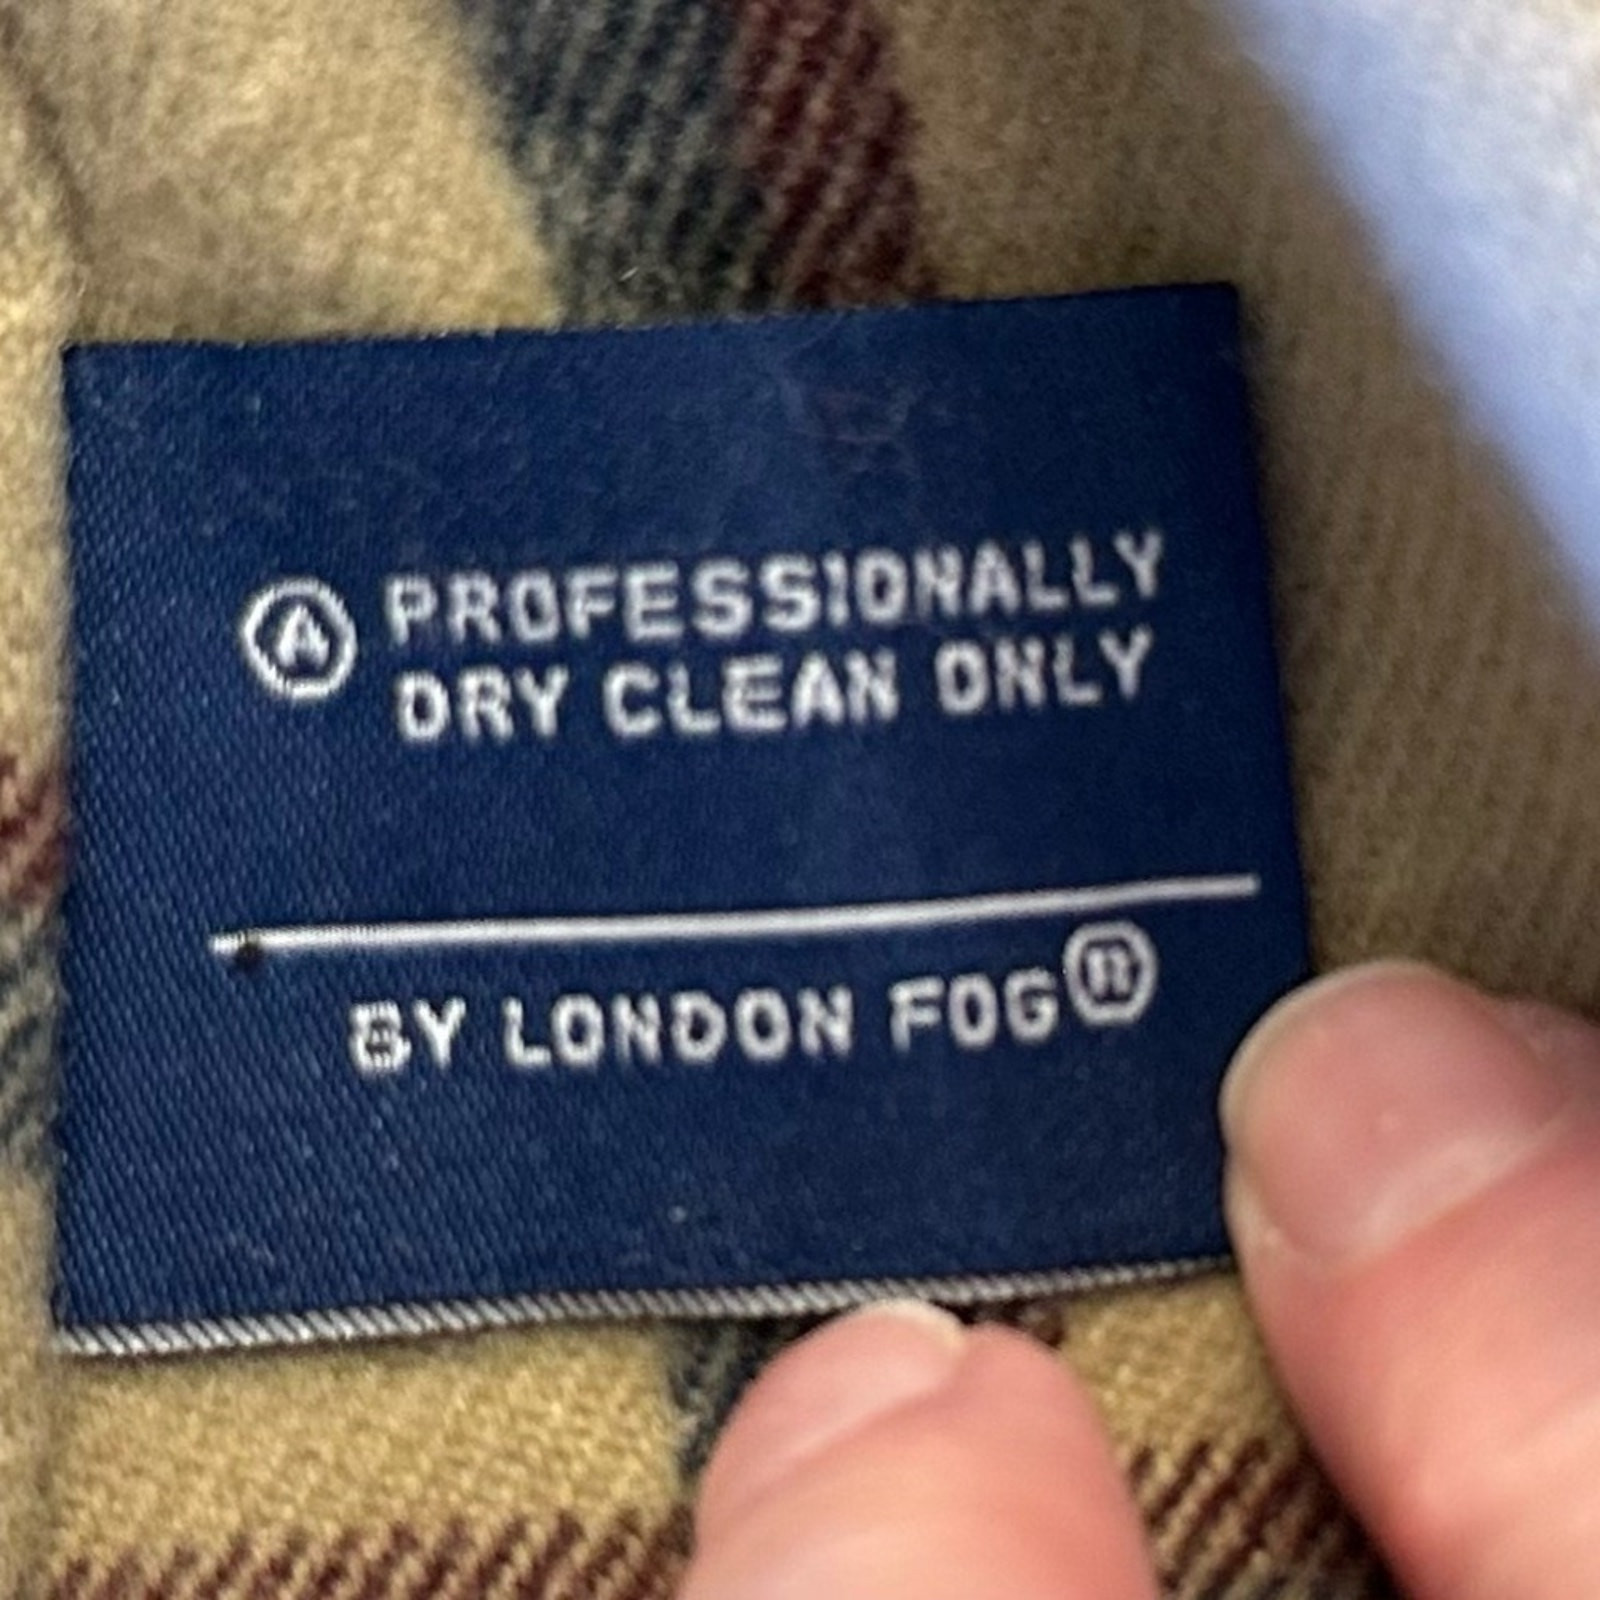 Ⓐ PROFESSIONALLY
DRY CLEAN ONLY
BY LONDON FOG®